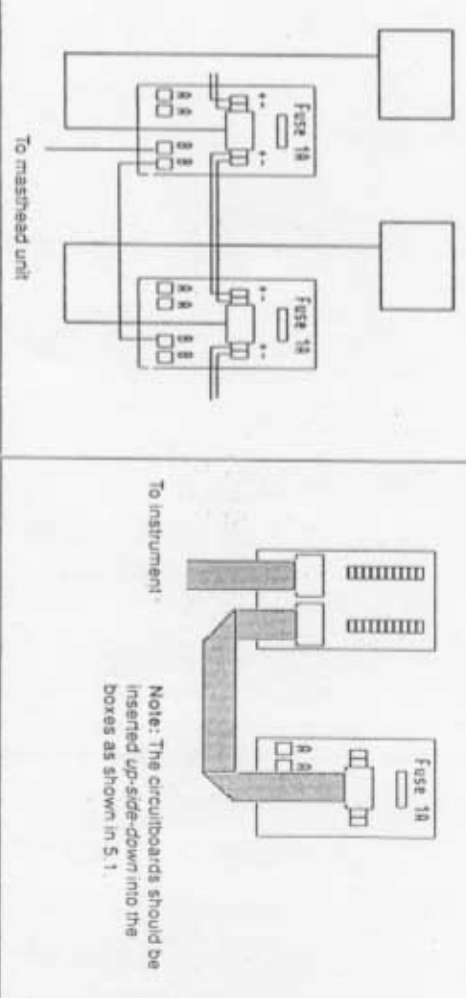 Fuse 1A
+ -
+ -
A A
B B
Fuse 1A
+ -
+ -
A A
B B
To masthead unit
Fuse 1A
A A
To instrument
Note: The circuitboards should be
inserted up-side-down into the
boxes as shown in 5.1.